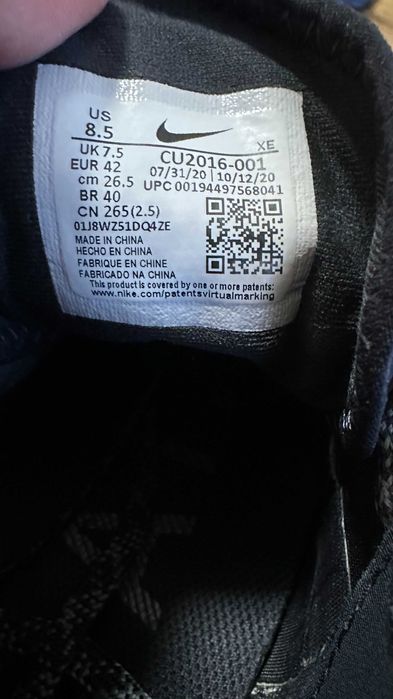 US
8.5
XE
UK 7.5
CU2016-001
EUR 42
07/31/20 10/12/20
cm 26.5
UPC 00194497568041
BR 40
CN 265(2.5)
01J8WZ51DQ4ZE
MADE IN CHINA
HECHO EN CHINA
FABRIQUE EN CHINE
FABRICADO NA CHINA
This product is covered by one or more patents:
www.nike.com/patentsvirtualmarking